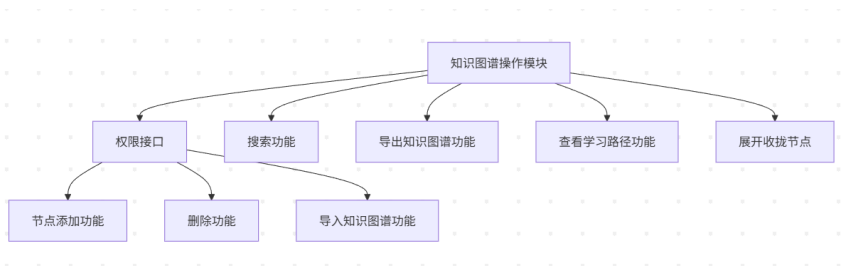 知识图谱操作模块
权限接口
搜索功能
导出知识图谱功能
查看学习路径功能
展开收拢节点
节点添加功能
删除功能
导入知识图谱功能